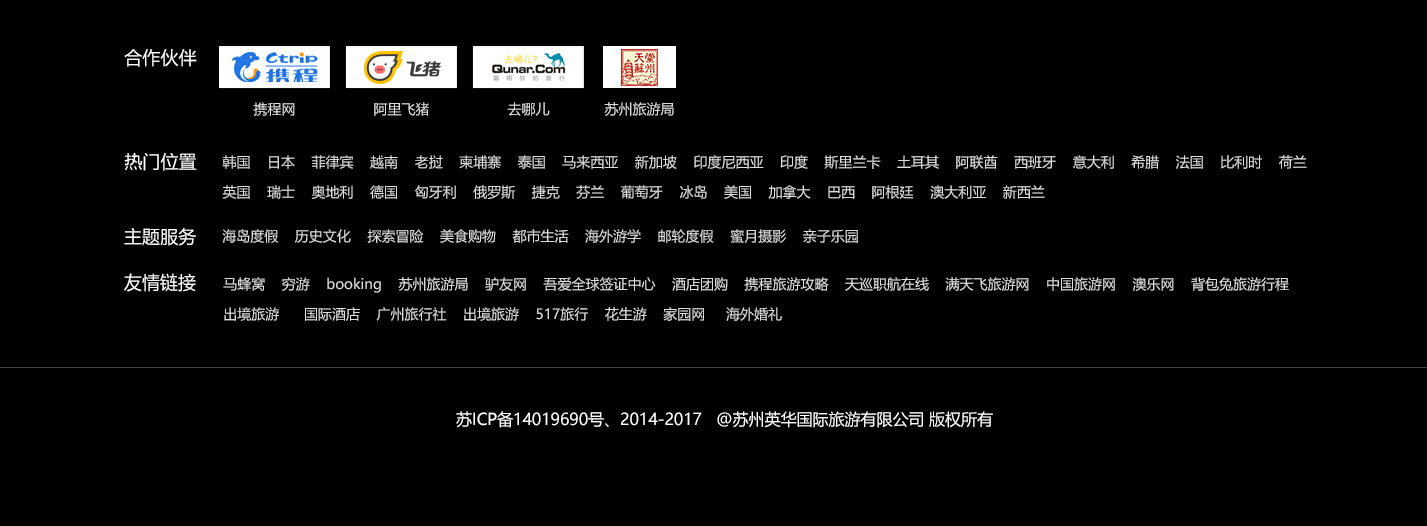 合作伙伴
Ctrip 携程
飞猪
去哪儿?
Qunar.Com
聪明你的旅行
天堂苏州
携程网 阿里飞猪 去哪儿 苏州旅游局
热门位置 韩国 日本 菲律宾 越南 老挝 柬埔寨 泰国 马来西亚 新加坡 印度尼西亚 印度 斯里兰卡 土耳其 阿联酋 西班牙 意大利 希腊 法国 比利时 荷兰
英国 瑞士 奥地利 德国 匈牙利 俄罗斯 捷克 芬兰 葡萄牙 冰岛 美国 加拿大 巴西 阿根廷 澳大利亚 新西兰
主题服务 海岛度假 历史文化 探索冒险 美食购物 都市生活 海外游学 邮轮度假 蜜月摄影 亲子乐园
友情链接 马蜂窝 穷游 booking 苏州旅游局 驴友网 吾爱全球签证中心 酒店团购 携程旅游攻略 天巡职航在线 满天飞旅游网 中国旅游网 澳乐网 背包兔旅游行程
出境旅游 国际酒店 广州旅行社 出境旅游 517旅行 花生游 家园网 海外婚礼
苏ICP备14019690号、2014-2017 @苏州英华国际旅游有限公司 版权所有